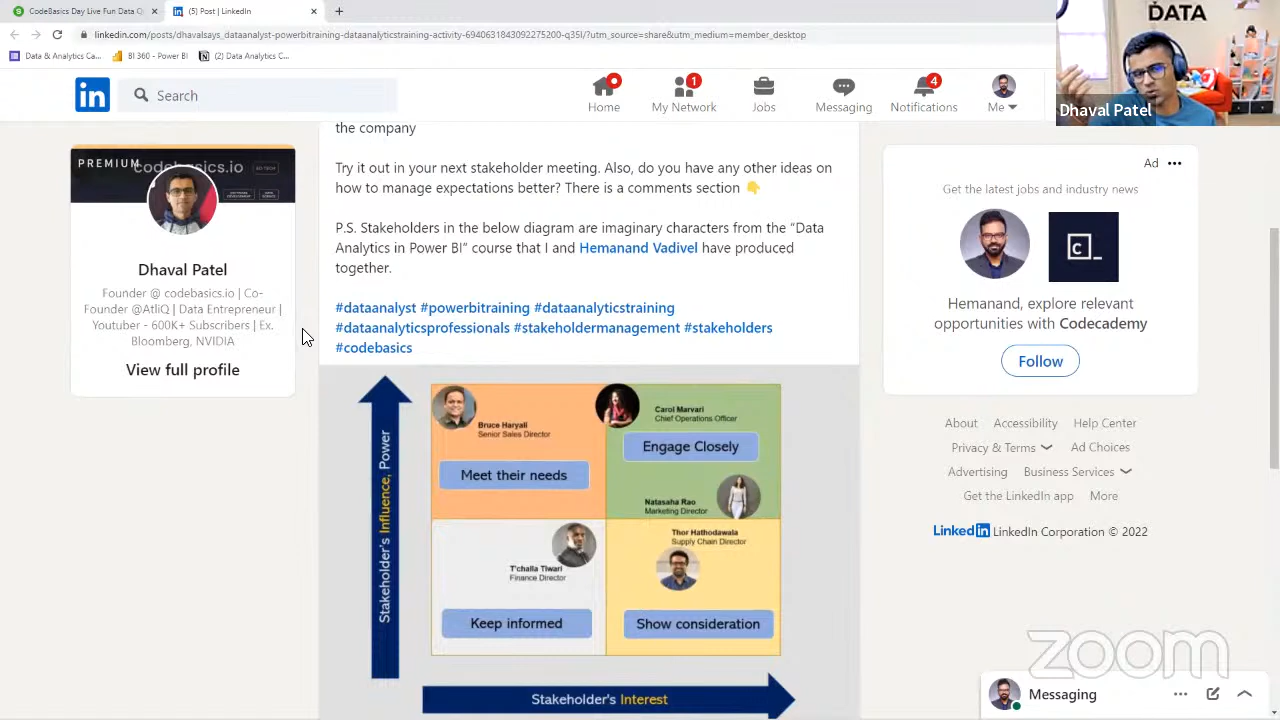 CodeBasics Day Live Fun Data Q
(5) Post | LinkedIn
linkedin.com/posts/dhavalsays_dataanalyst-powerbitraining-dataanalyticstraining-activity-6940631843092275200-q35l/?utm_source=share&utm_medium=member_desktop
Data & Analytics Ca...
BI 360 - Power BI
(2) Data Analytics C...
DATA
Dhaval Patel
in
Search
Home
1
My Network
Jobs
Messaging
4
Notifications
Me
PREMIUM
codebasics.io
Dhaval Patel
Founder @ codebasics.io | Co-
Founder @AtliQ | Data Entrepreneur |
Youtuber - 600K+ Subscribers | Ex.
Bloomberg, NVIDIA
View full profile
the company
Try it out in your next stakeholder meeting. Also, do you have any other ideas on
how to manage expectations better? There is a comments section 👇
P.S. Stakeholders in the below diagram are imaginary characters from the “Data
Analytics in Power BI” course that I and Hemanand Vadivel have produced
together.
#dataanalyst #powerbitraining #dataanalyticstraining
#dataanalyticsprofessionals #stakeholdermanagement #stakeholders
#codebasics
Stakeholder's Influence, Power
Bruce Haryali
Senior Sales Director
Meet their needs
Carol Marvari
Chief Operations Officer
Engage Closely
Natasaha Rao
Marketing Director
T'challa Tiwari
Finance Director
Keep informed
Thor Hathodawala
Supply Chain Director
Show consideration
Stakeholder's Interest
Ad
Get the latest jobs and industry news
C_
Hemanand, explore relevant
opportunities with Codecademy
Follow
About Accessibility Help Center
Privacy & Terms Ad Choices
Advertising Business Services
Get the LinkedIn app More
LinkedIn LinkedIn Corporation © 2022
zoom
Messaging